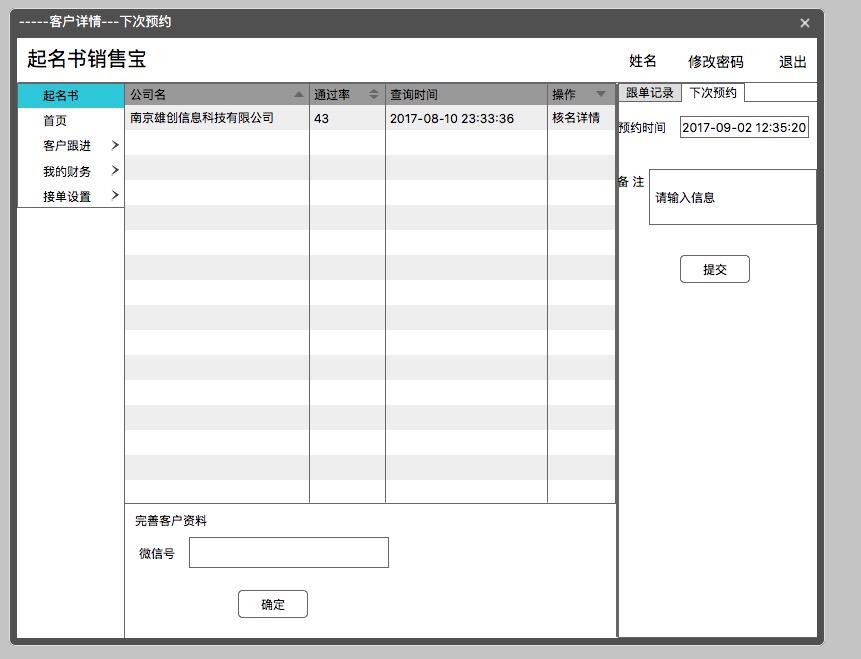 -----客户详情---下次预约
起名书销售宝
姓名 修改密码 退出
起名书
首页
客户跟进
我的财务
接单设置
公司名 通过率 查询时间 操作
南京雄创信息科技有限公司 43 2017-08-10 23:33:36 核名详情
跟单记录 下次预约
预约时间 2017-09-02 12:35:20
备 注 请输入信息
提交
完善客户资料
微信号
确定